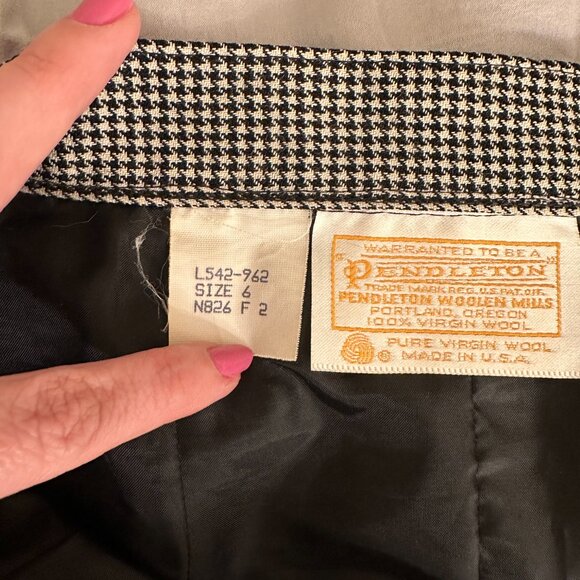 L542-962
SIZE 6
N826 F 2
WARRANTED TO BE A
"PENDLETON"
TRADE MARK REG. U.S. PAT. OFF.
PENDLETON WOOLEN MILLS
PORTLAND, OREGON
100% VIRGIN WOOL
PURE VIRGIN WOOL
® MADE IN U.S.A.